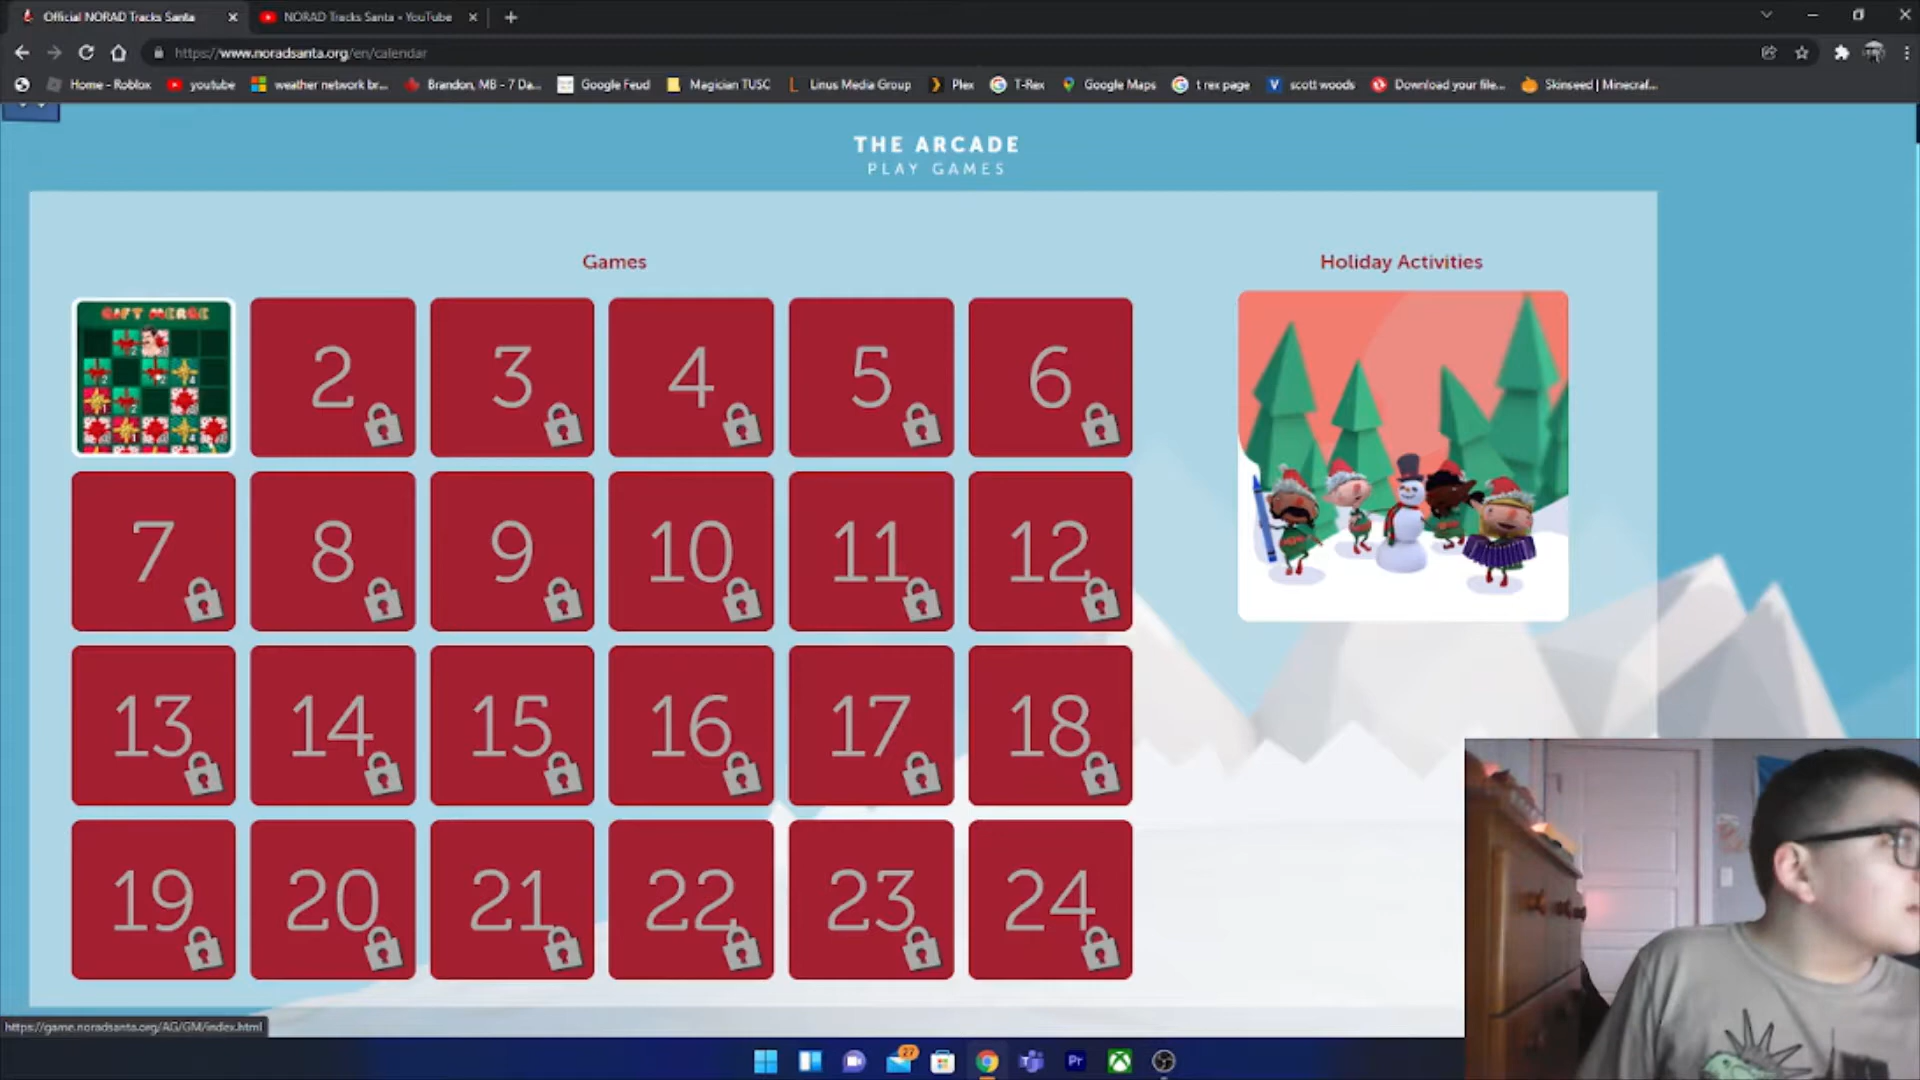 Official NORAD Tracks Santa
NORAD Tracks Santa - YouTube
https://www.noradsanta.org/en/calendar
Home - Roblox
youtube
weather network br...
Brandon, MB - 7 Da...
Google Feud
Magician TUSC
Linus Media Group
Plex
T-Rex
Google Maps
t rex page
scott woods
Download your file...
Skinseed | Minecraf...
THE ARCADE
PLAY GAMES
Games
Holiday Activities
GIFT MERGE
2 3 4 5 6
7 8 9 10 11 12
13 14 15 16 17 18
19 20 21 22 23 24
https://game.noradsanta.org/AG/GM/index.html
27
Pr